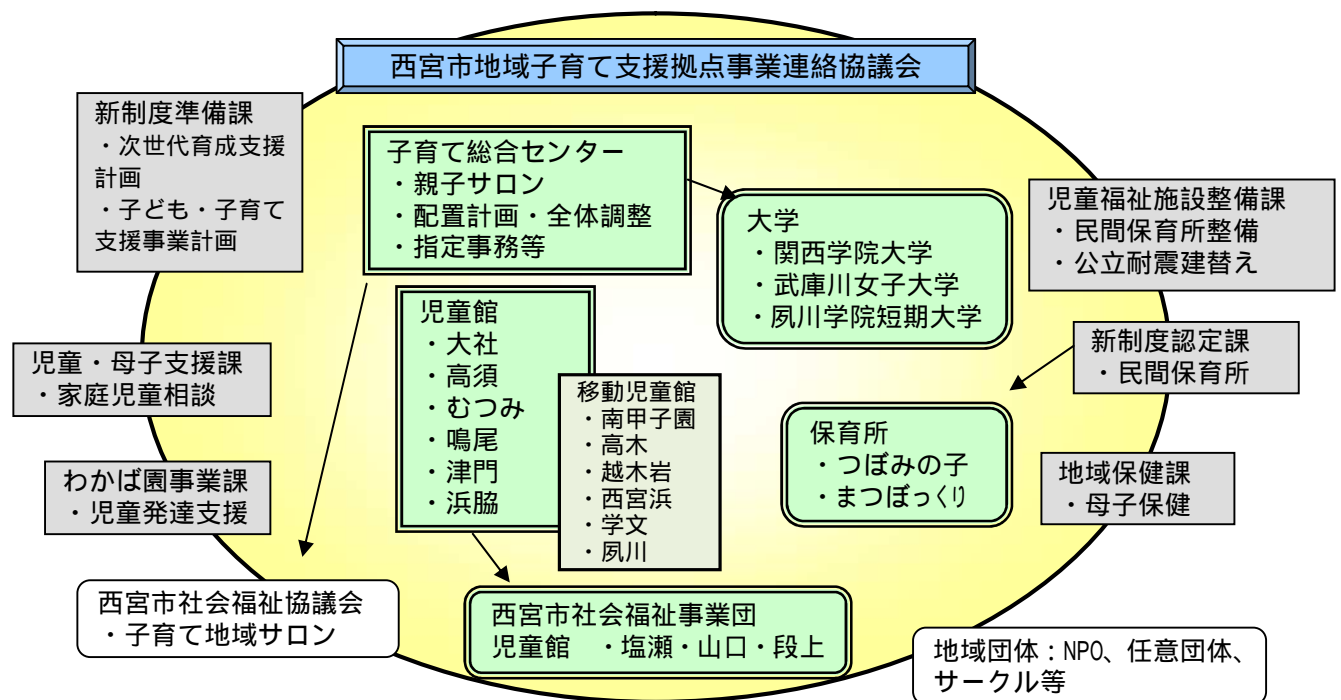 西宮市地域子育て支援拠点事業連絡協議会
新制度準備課
・次世代育成支援
計画
・子ども・子育て
支援事業計画
子育て総合センター
・親子サロン
・配置計画・全体調整
・指定事務等
大学
・関西学院大学
・武庫川女子大学
・夙川学院短期大学
児童福祉施設整備課
・民間保育所整備
・公立耐震建替え
児童館
・大社
・高須
・むつみ
・鳴尾
・津門
・浜脇
移動児童館
・南甲子園
・高木
・越木岩
・西宮浜
・学文
・夙川
新制度認定課
・民間保育所
児童・母子支援課
・家庭児童相談
保育所
・つぼみの子
・まつぼっくり
わかば園事業課
・児童発達支援
地域保健課
・母子保健
西宮市社会福祉協議会
・子育て地域サロン
西宮市社会福祉事業団
児童館　・塩瀬・山口・段上
地域団体：NPO、任意団体、
サークル等